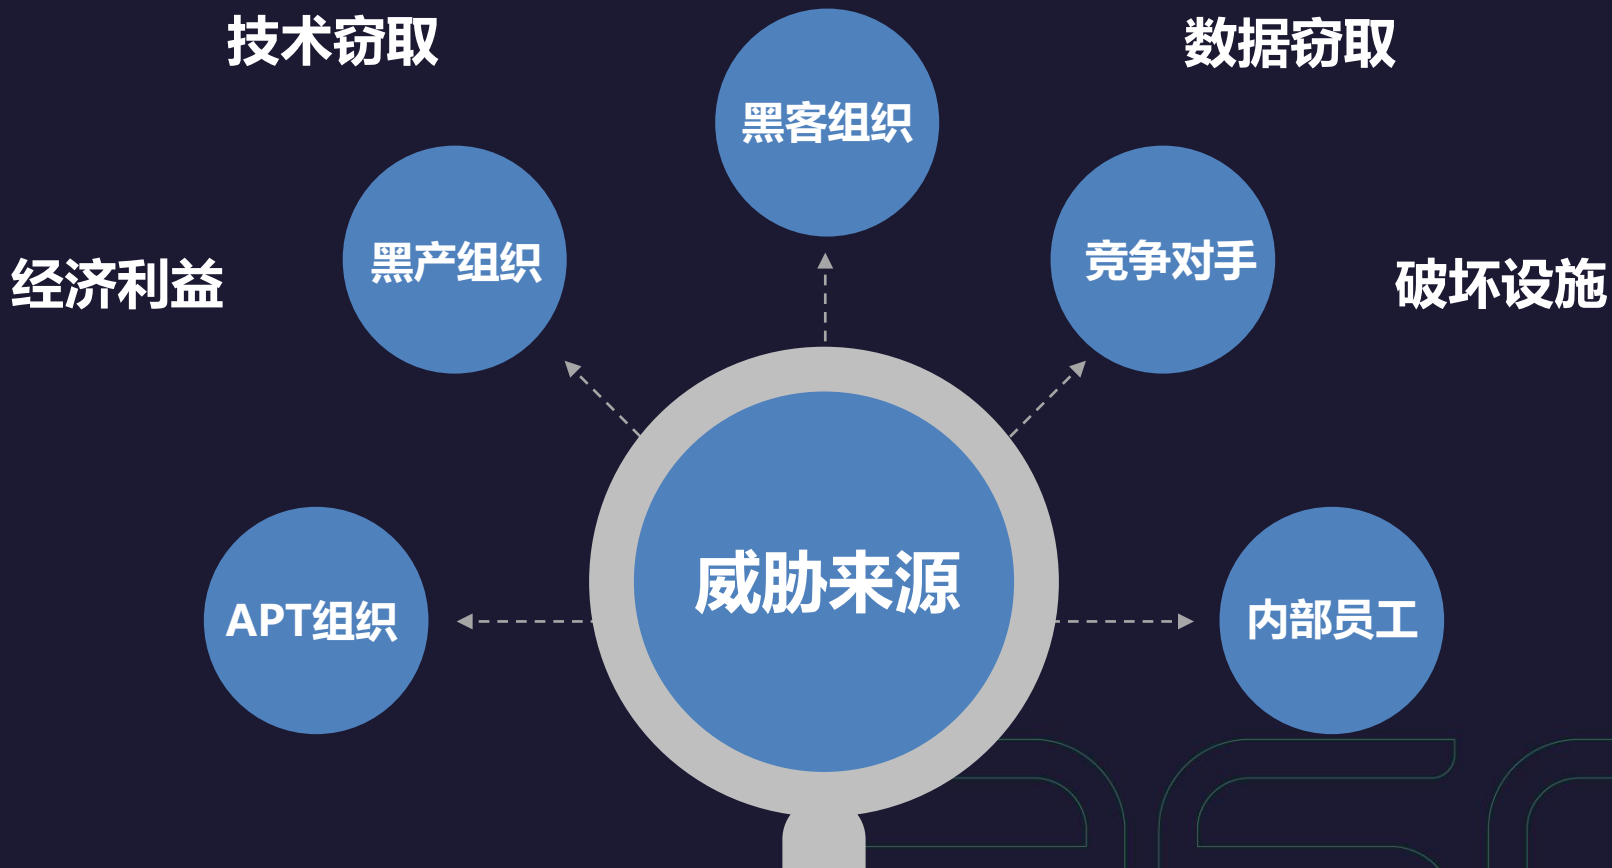 技术窃取
数据窃取
黑客组织
黑产组织
竞争对手
经济利益
破坏设施
威胁来源
APT组织
内部员工